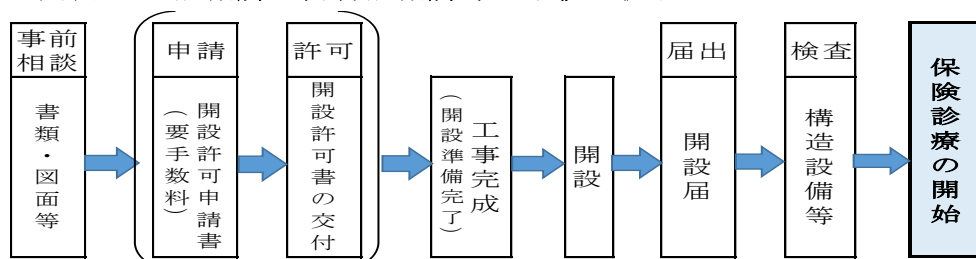 事前
相談
書類・図面等
申請
開設許可申請書
（要手数料）
許可
開設許可書の交付
工事完成
（開設準備完了）
開設
届出
開設届
検査
構造設備等
保険診療の開始